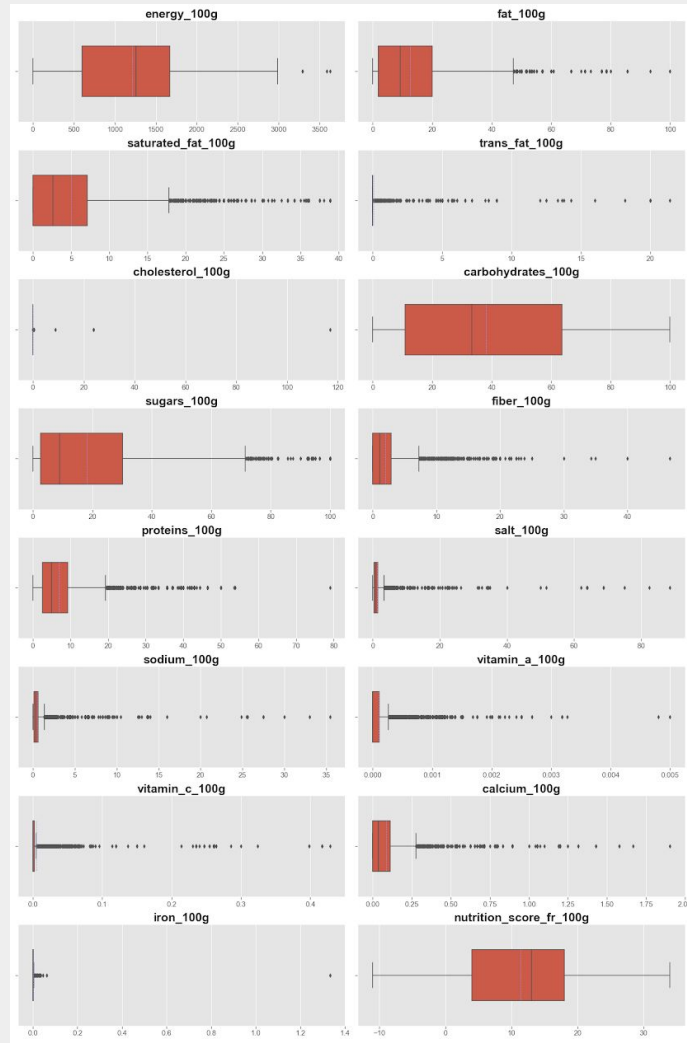 energy_100g
fat_100g
0 500 1000 1500 2000 2500 3000 3500
0 20 40 60 80 100
saturated_fat_100g
trans_fat_100g
0 5 10 15 20 25 30 35 40
0 5 10 15 20
cholesterol_100g
carbohydrates_100g
0 20 40 60 80 100 120
0 20 40 60 80 100
sugars_100g
fiber_100g
0 20 40 60 80 100
0 10 20 30 40
proteins_100g
salt_100g
0 10 20 30 40 50 60 70 80
0 20 40 60 80
sodium_100g
vitamin_a_100g
0 5 10 15 20 25 30 35
0.000 0.001 0.002 0.003 0.004 0.005
vitamin_c_100g
calcium_100g
0.0 0.1 0.2 0.3 0.4
0.00 0.25 0.50 0.75 1.00 1.25 1.50 1.75 2.00
iron_100g
nutrition_score_fr_100g
0.0 0.2 0.4 0.6 0.8 1.0 1.2 1.4
−10 0 10 20 30